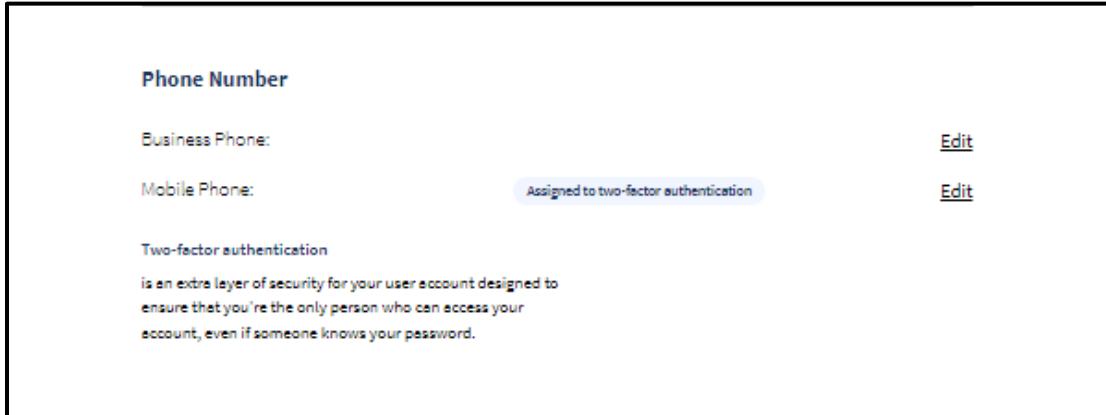 Phone Number
Business Phone:
Edit
Mobile Phone:
Assigned to two-factor authentication
Edit
Two-factor authentication
is an extra layer of security for your user account designed to
ensure that you're the only person who can access your
account, even if someone knows your password.